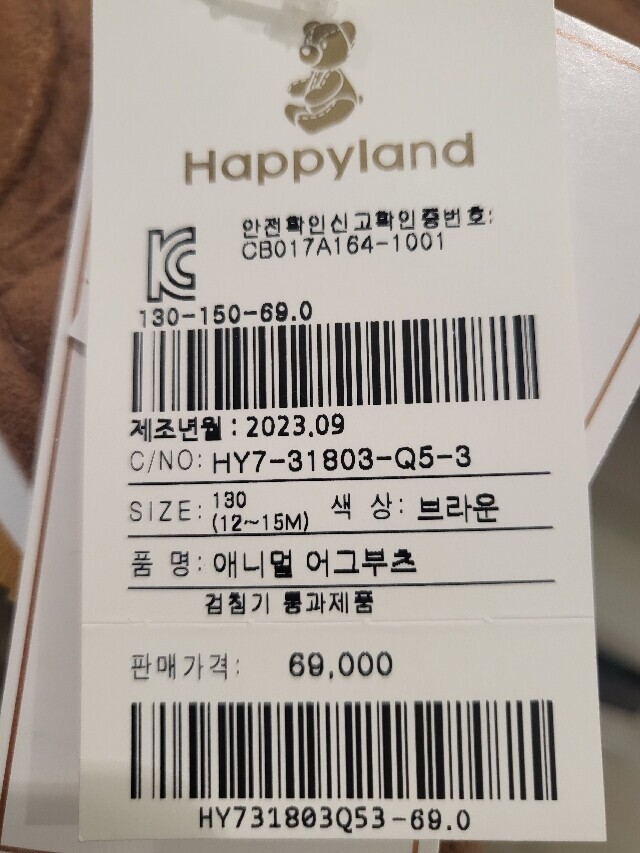 Happyland
안전확인신고확인증번호:
CB017A164-1001
130-150-69.0
제조년월 : 2023.09
C/NO: HY7-31803-Q5-3
SIZE: 130 (12~15M) 색 상: 브라운
품 명: 애니멀 어그부츠
검침기 통과제품
판매가격: 69,000
HY731803Q53-69.0